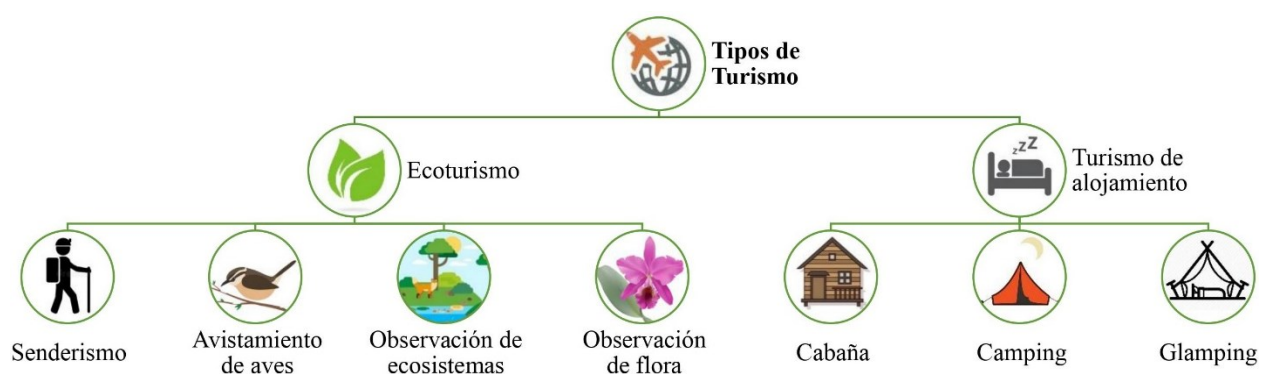 Tipos de
Turismo
Ecoturismo
zzZ
Turismo de
alojamiento
Senderismo
Avistamiento
de aves
Observación de
ecosistemas
Observación
de flora
Cabaña
Camping
Glamping